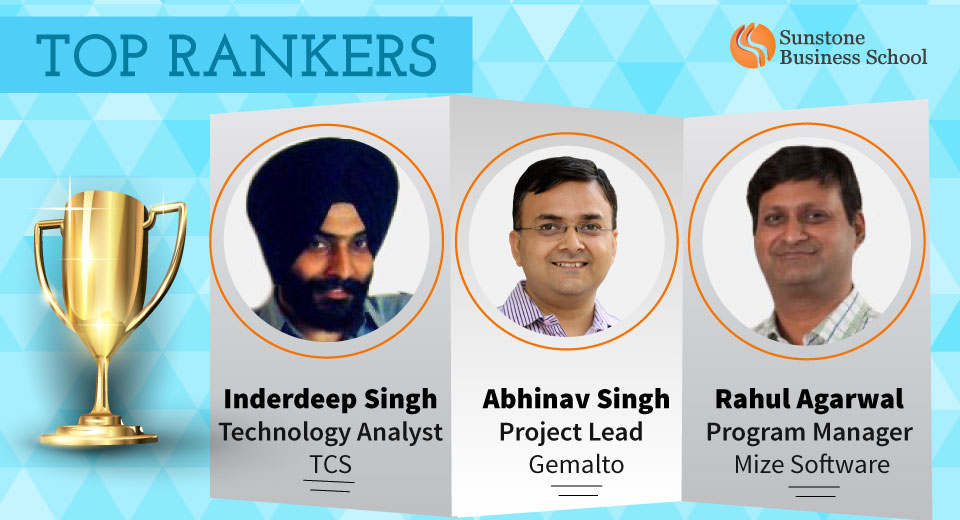 TOP RANKERS
Sunstone
Business School
Inderdeep Singh
Technology Analyst
TCS
Abhinav Singh
Project Lead
Gemalto
Rahul Agarwal
Program Manager
Mize Software